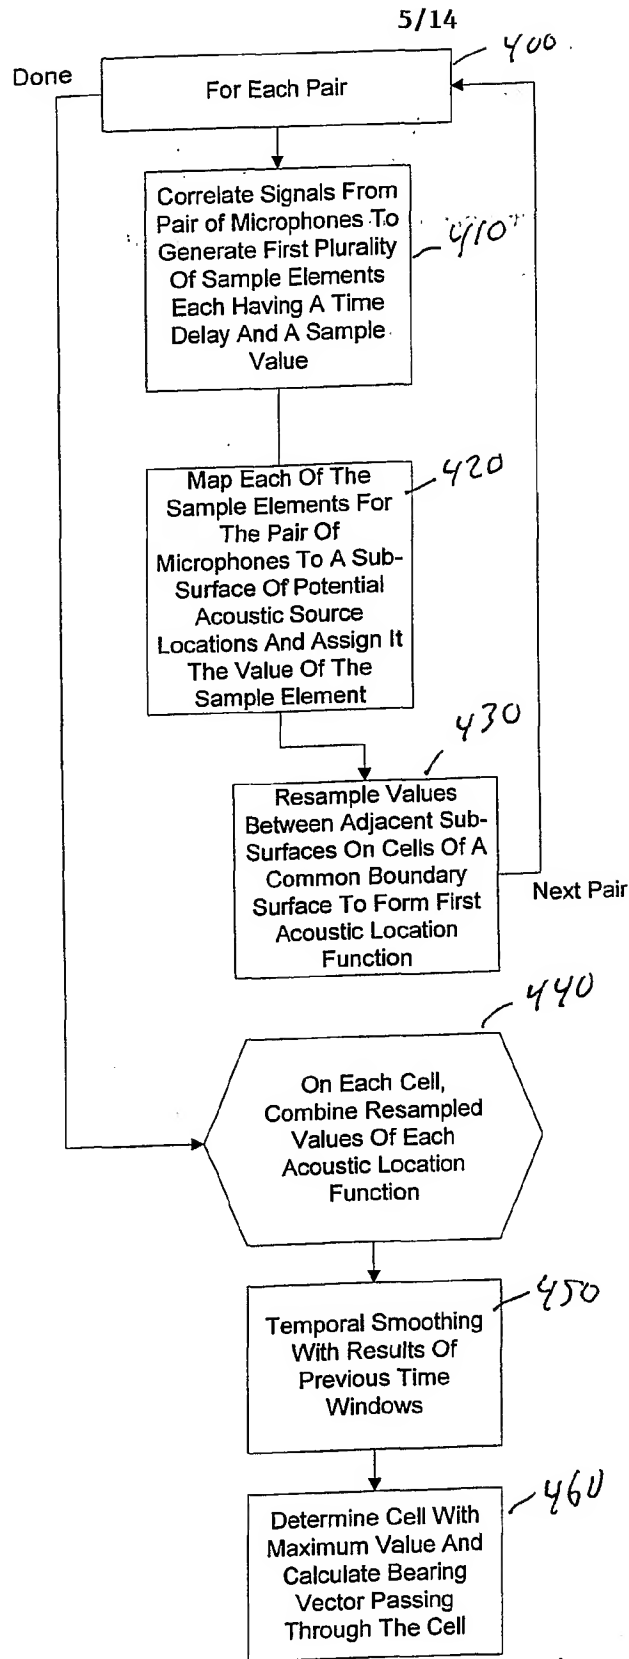 5/14
400
Done
For Each Pair
Correlate Signals From
Pair of Microphones To
Generate First Plurality
Of Sample Elements
Each Having A Time
Delay And A Sample
Value
410
Map Each Of The
Sample Elements For
The Pair Of
Microphones To A Sub-
Surface Of Potential
Acoustic Source
Locations And Assign It
The Value Of The
Sample Element
420
430
Resample Values
Between Adjacent Sub-
Surfaces On Cells Of A
Common Boundary
Surface To Form First
Acoustic Location
Function
Next Pair
440
On Each Cell,
Combine Resampled
Values Of Each
Acoustic Location
Function
450
Temporal Smoothing
With Results Of
Previous Time
Windows
460
Determine Cell With
Maximum Value And
Calculate Bearing
Vector Passing
Through The Cell